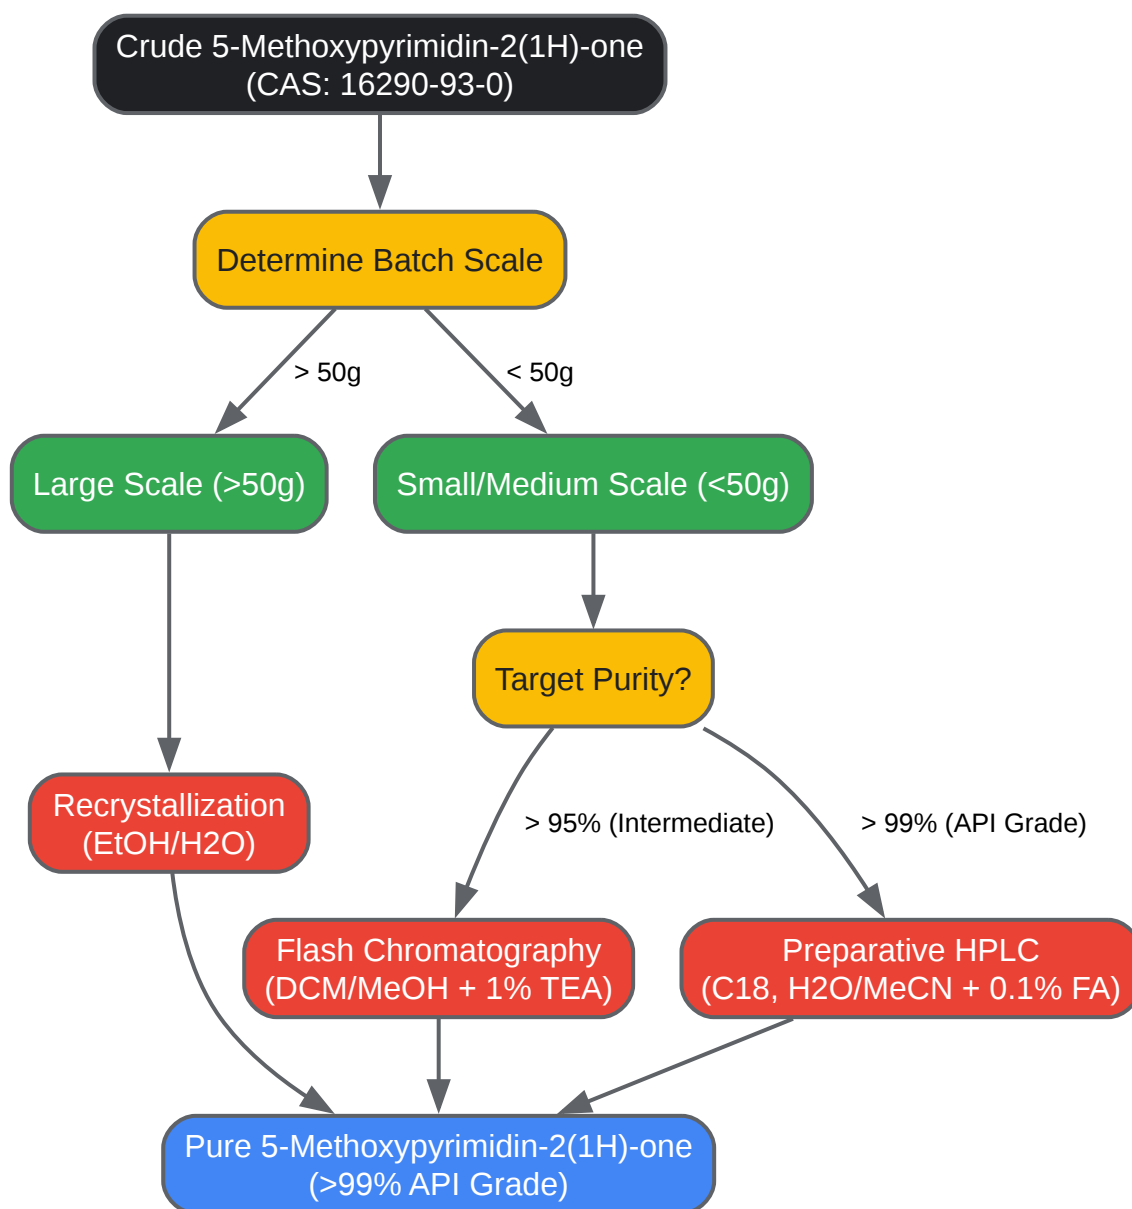 Crude 5-Methoxypyrimidin-2(1H)-one
(CAS: 16290-93-0)
Determine Batch Scale
> 50g
< 50g
Large Scale (>50g)
Small/Medium Scale (<50g)
Target Purity?
Recrystallization
(EtOH/H2O)
> 95% (Intermediate)
> 99% (API Grade)
Flash Chromatography
(DCM/MeOH + 1% TEA)
Preparative HPLC
(C18, H2O/MeCN + 0.1% FA)
Pure 5-Methoxypyrimidin-2(1H)-one
(>99% API Grade)